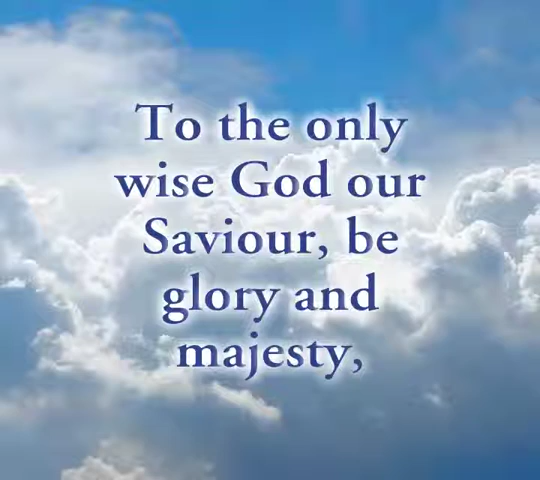 To the only
wise God our
Saviour, be
glory and
majesty,